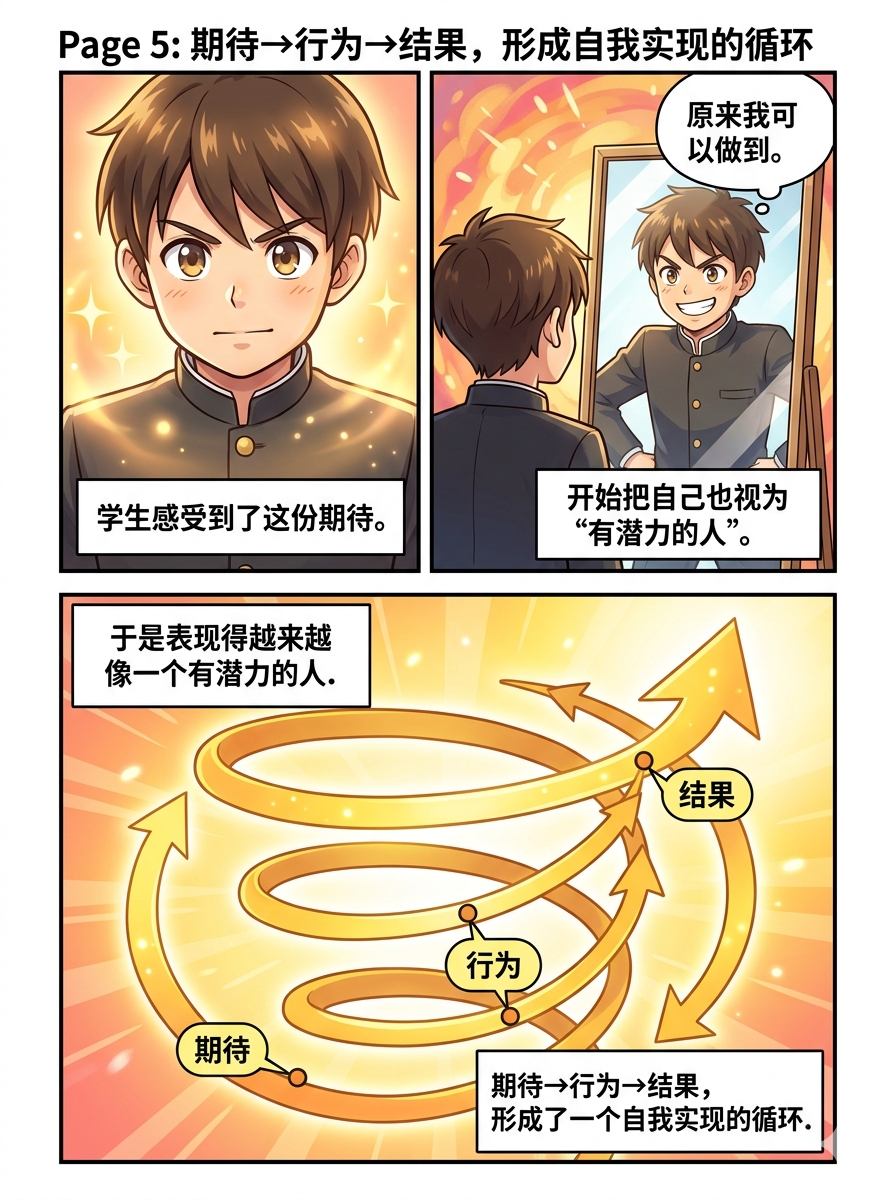 Page 5: 期待→行为→结果，形成自我实现的循环
学生感受到了这份期待。
原来我可
以做到。
开始把自己也视为
“有潜力的人”。
于是表现得越来越
像一个有潜力的人.
结果
行为
期待
期待→行为→结果，
形成了一个自我实现的循环.